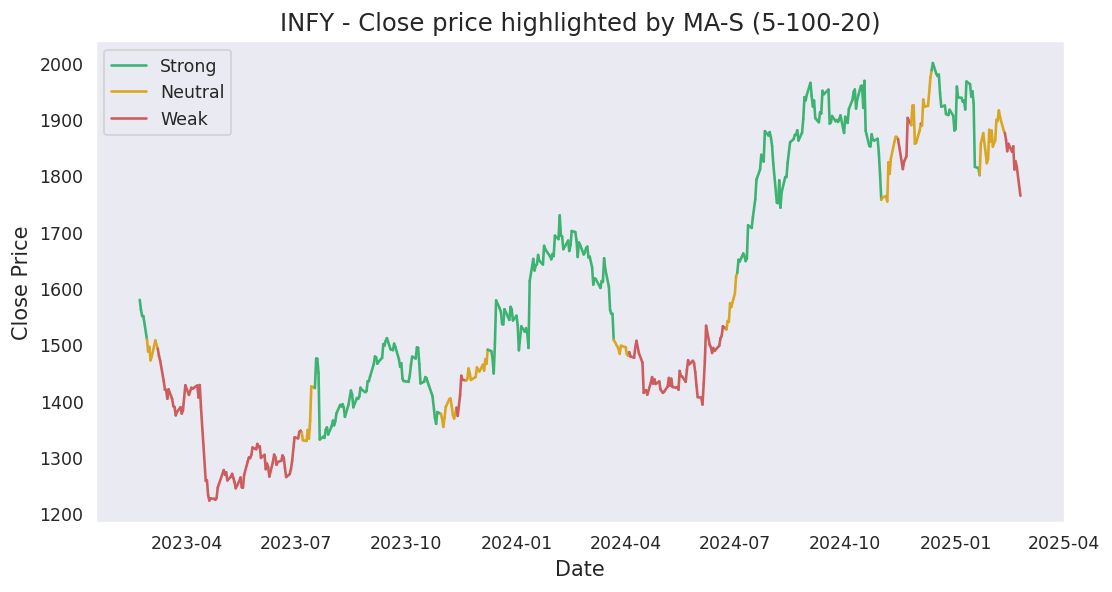 INFY - Close price highlighted by MA-S (5-100-20)
Strong
Neutral
Weak
2000
1900
1800
1700
1600
1500
1400
1300
1200
Close Price
2023-04 2023-07 2023-10 2024-01 2024-04 2024-07 2024-10 2025-01 2025-04
Date